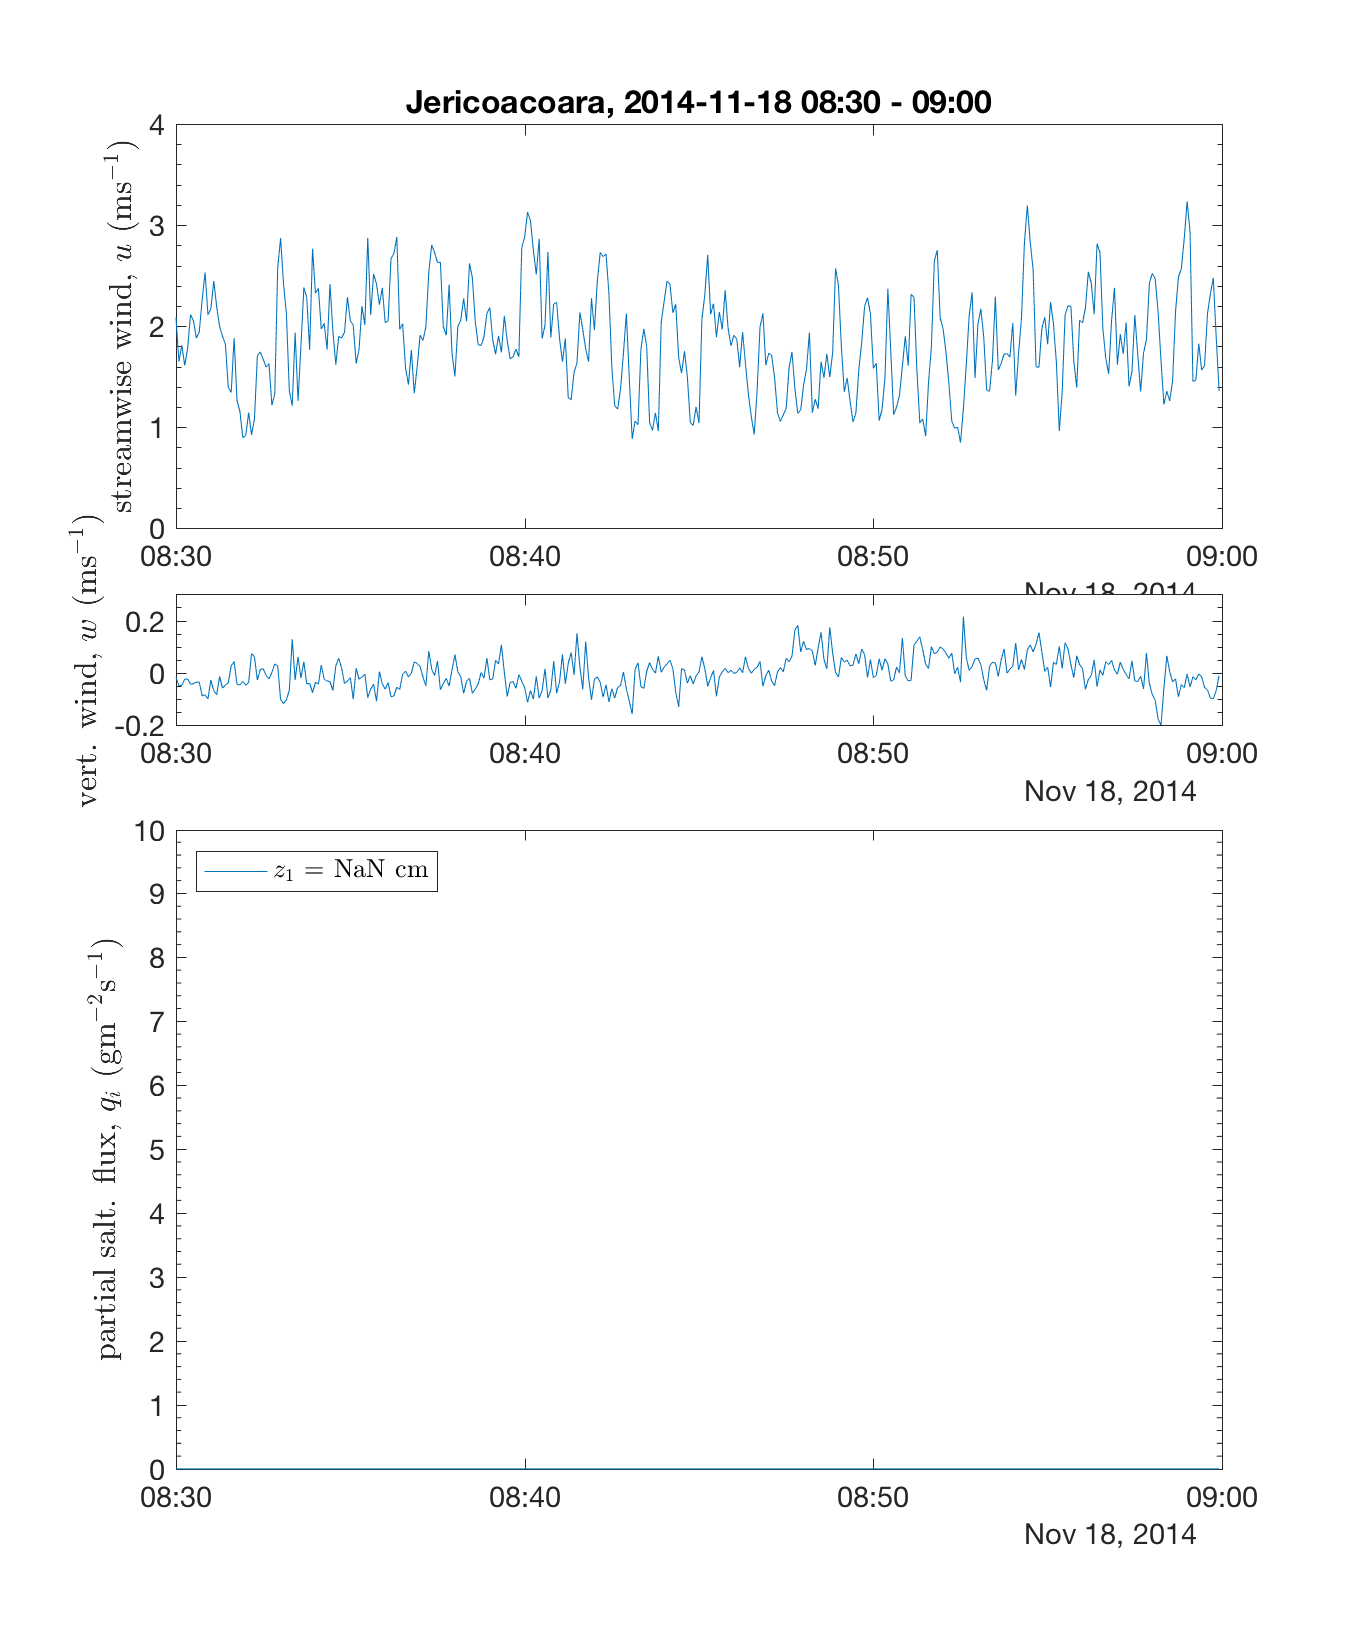 Jericoacoara, 2014-11-18 08:30 - 09:00
streamwise wind, u (ms⁻¹)
4
3
2
1
0
08:30 08:40 08:50 09:00
Nov 18, 2014
vert. wind, w (ms⁻¹)
0.2
0
-0.2
08:30 08:40 08:50 09:00
Nov 18, 2014
partial salt. flux, qᵢ (gm⁻²s⁻¹)
10
9
8
7
6
5
4
3
2
1
0
z₁ = NaN cm
08:30 08:40 08:50 09:00
Nov 18, 2014